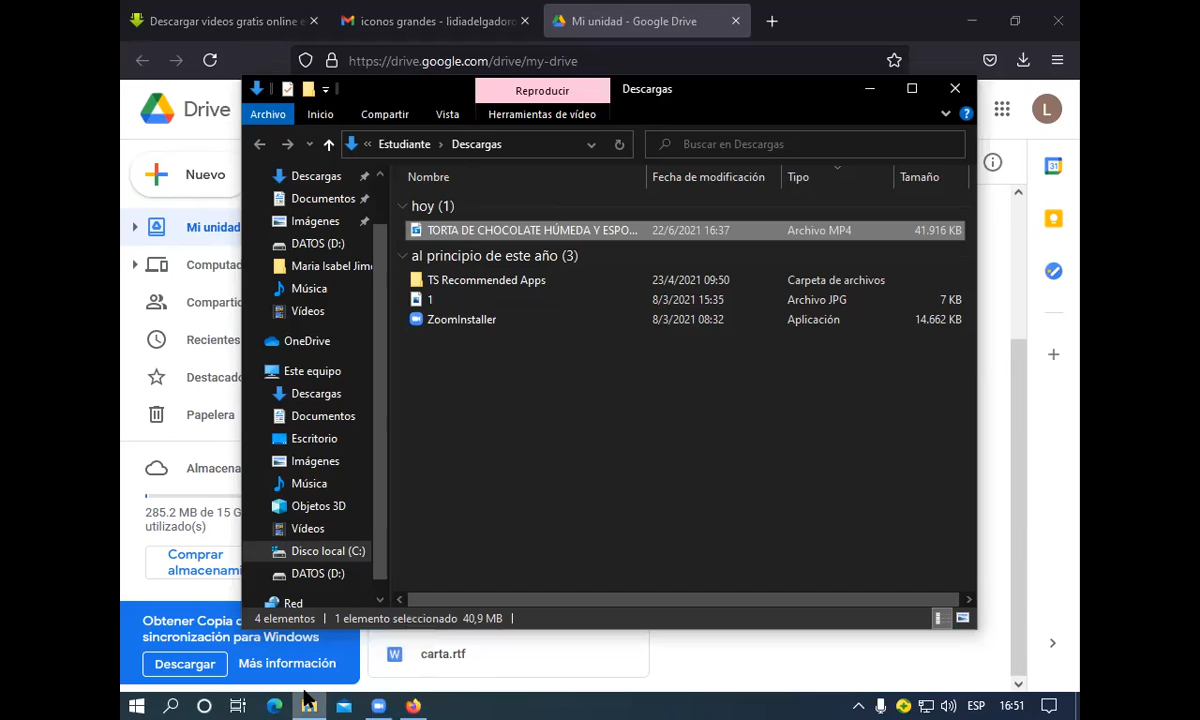 Descargar videos gratis online e
iconos grandes - lidiadelgadoro
Mi unidad - Google Drive
https://drive.google.com/drive/my-drive
Drive
L
Nuevo
Mi unidad
Computad
Compartic
Recientes
Destacado
Papelera
Almacena
285.2 MB de 15 G
utilizado(s)
Comprar
almacenami
Obtener Copia d
sincronización para
Windows
Descargar
Más información
Reproducir
Descargas
Archivo
Inicio
Compartir
Vista
Herramientas de vídeo
« Estudiante › Descargas
Buscar en Descargas
Descargas
Documentos
Imágenes
DATOS (D:)
Maria Isabel Jim
Música
Vídeos
OneDrive
Este equipo
Descargas
Documentos
Escritorio
Imágenes
Música
Objetos 3D
Vídeos
Disco local (C:)
DATOS (D:)
Red
Nombre Fecha de modificación Tipo Tamaño
hoy (1)
TORTA DE CHOCOLATE HÚMEDA Y ESPO... 22/6/2021 16:37 Archivo MP4 41.916 KB
al principio de este año (3)
TS Recommended Apps 23/4/2021 09:50 Carpeta de archivos
1 8/3/2021 15:35 Archivo JPG 7 KB
ZoomInstaller 8/3/2021 08:32 Aplicación 14.662 KB
4 elementos 1 elemento seleccionado 40,9 MB
W carta.rtf
31
ESP 16:51